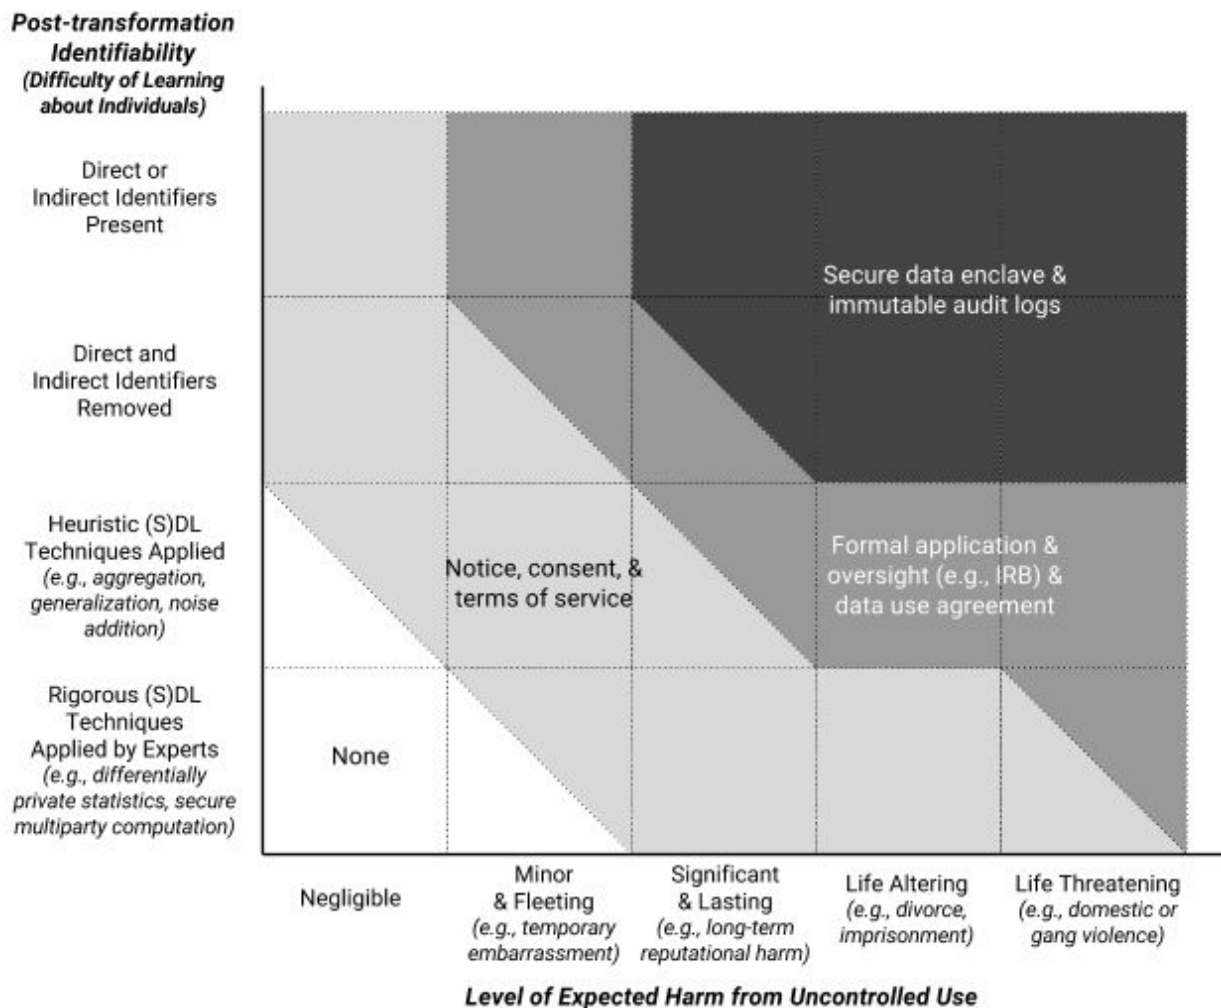 Post-transformation
Identifiability
(Difficulty of Learning
about Individuals)
Direct or
Indirect Identifiers
Present
Secure data enclave &
immutable audit logs
Direct and
Indirect Identifiers
Removed
Heuristic (S)DL
Techniques Applied
(e.g., aggregation,
generalization, noise
addition)
Notice, consent, &
terms of service
Formal application &
oversight (e.g., IRB) &
data use agreement
Rigorous (S)DL
Techniques
Applied by Experts
(e.g., differentially
private statistics, secure
multiparty computation)
None
Negligible
Minor
& Fleeting
(e.g., temporary
embarrassment)
Significant
& Lasting
(e.g., long-term
reputational harm)
Life Altering
(e.g., divorce,
imprisonment)
Life Threatening
(e.g., domestic or
gang violence)
Level of Expected Harm from Uncontrolled Use